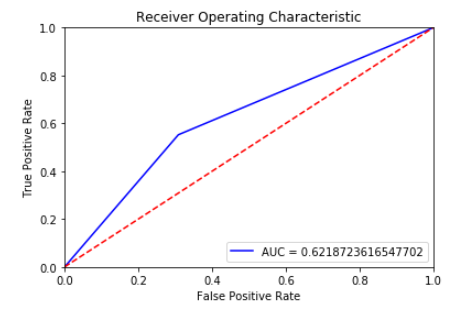 Receiver Operating Characteristic
1.0
0.8
0.6
0.4
0.2
0.0
True Positive Rate
AUC = 0.6218723616547702
0.0 0.2 0.4 0.6 0.8 1.0
False Positive Rate